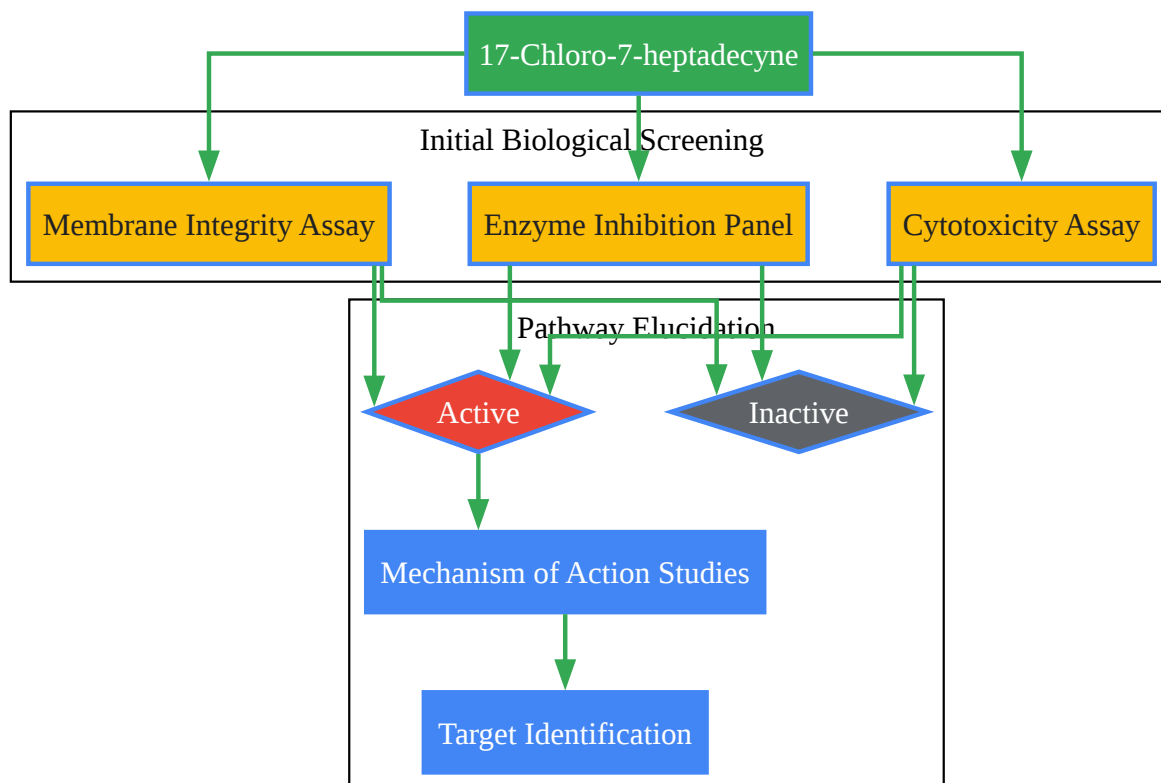 17-Chloro-7-heptadecyne
Initial Biological Screening
Membrane Integrity Assay
Enzyme Inhibition Panel
Cytotoxicity Assay
Pathway Elucidation
Active
Inactive
Mechanism of Action Studies
Target Identification